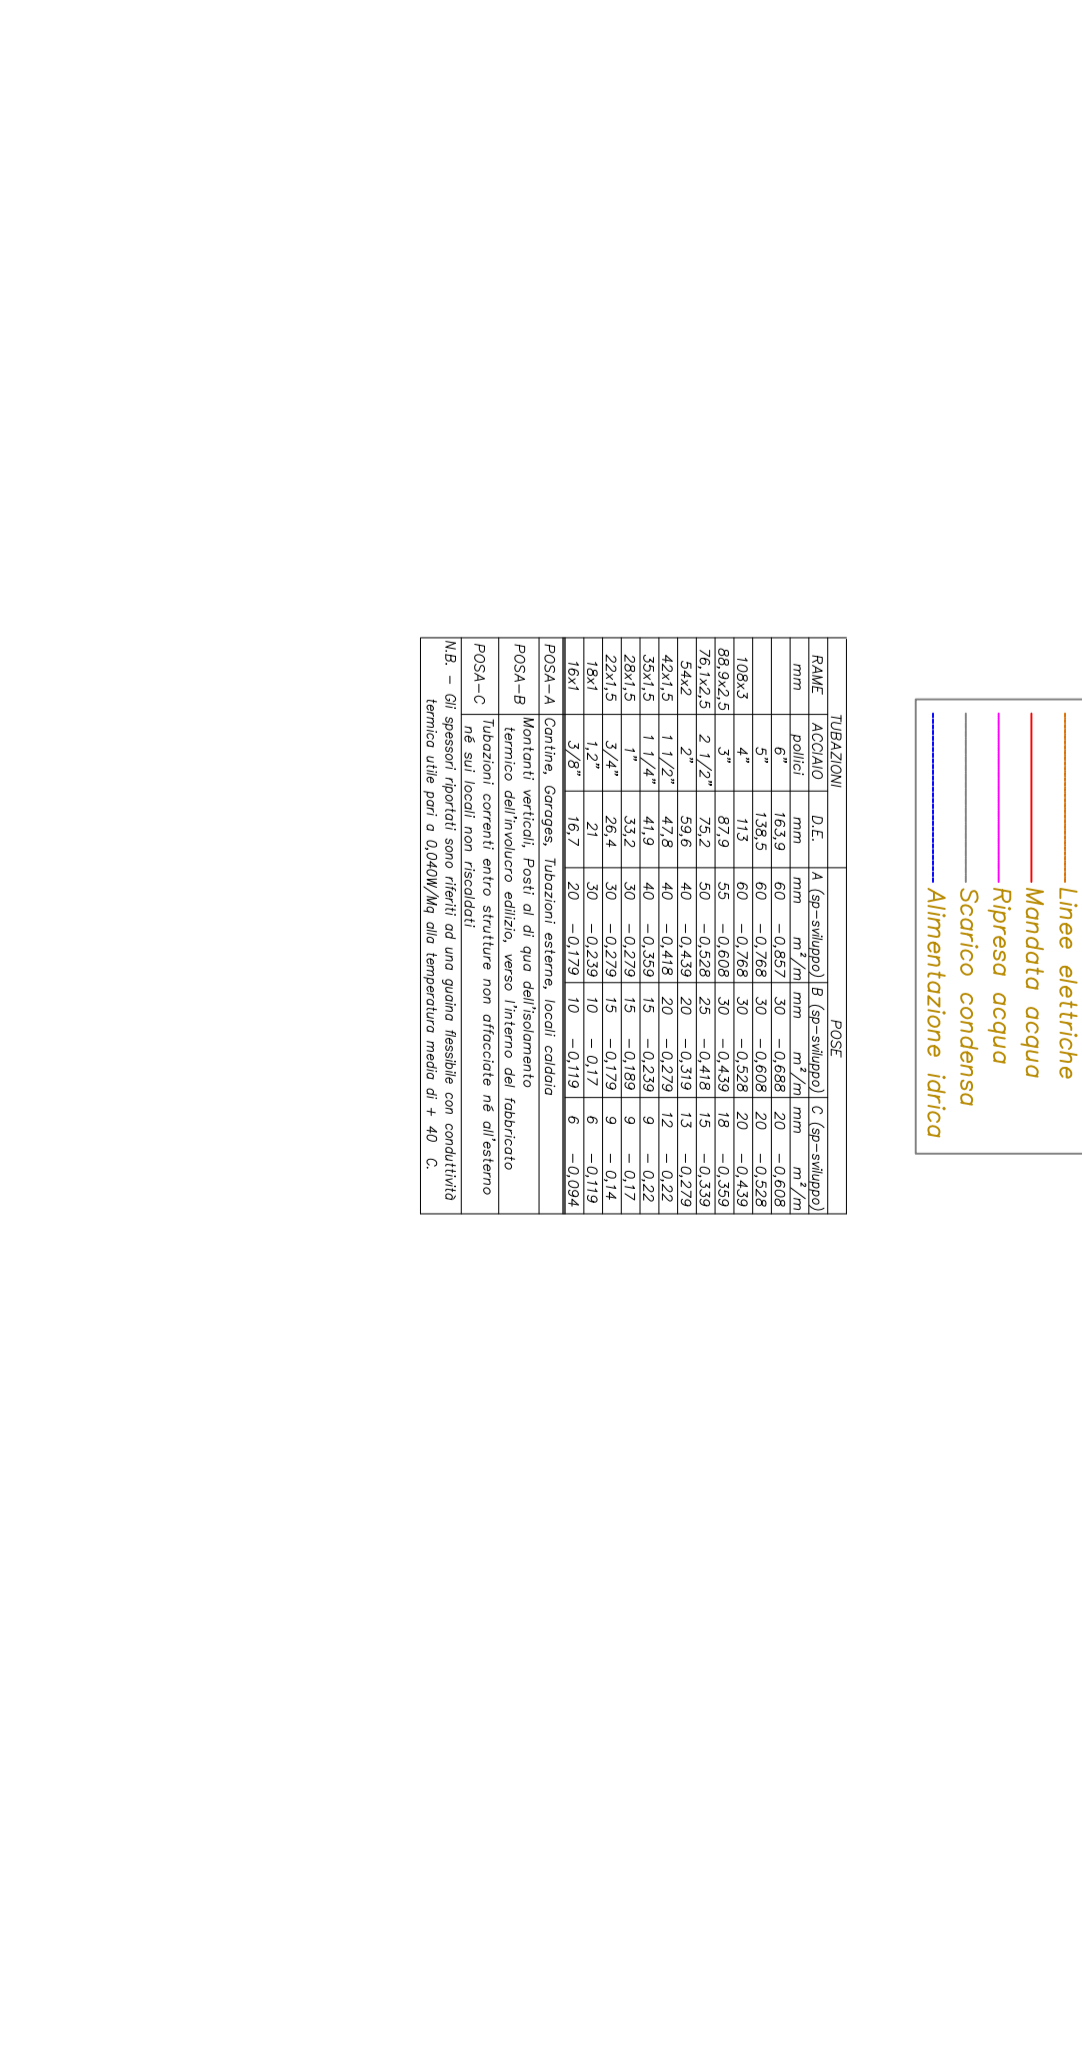 Linee elettriche
Mandata acqua
Ripresa acqua
Scarico condensa
Alimentazione idrica
TUBAZIONI POSE
RAME ACCIAIO D.E. A (sp-sviluppo) B (sp-sviluppo) C (sp-sviluppo)
mm pollici mm mm m²/m mm m²/m mm m²/m
6" 163,9 60 -0,857 30 -0,688 20 -0,608
5" 138,5 60 -0,768 30 -0,608 20 -0,528
108x3 4" 113 60 -0,768 30 -0,528 20 -0,439
88,9x2,5 3" 87,9 55 -0,608 30 -0,439 18 -0,359
76,1x2,5 2 1/2" 75,2 50 -0,528 25 -0,418 15 -0,339
54x2 2" 59,6 40 -0,439 20 -0,319 13 -0,279
42x1,5 1 1/2" 47,8 40 -0,418 20 -0,279 12 - 0,22
35x1,5 1 1/4" 41,9 40 -0,359 15 -0,239 9 - 0,22
28x1,5 1" 33,2 30 -0,279 15 -0,189 9 - 0,17
22x1,5 3/4" 26,4 30 -0,279 15 -0,179 9 - 0,14
18x1 1,2" 21 30 -0,239 10 - 0,17 6 -0,119
16x1 3/8" 16,7 20 -0,179 10 -0,119 6 -0,094
POSA-A Cantine, Garages, Tubazioni esterne, locali caldaia
POSA-B Montanti verticali, Posti al di qua dell'isolamento
termico dell'involucro edilizio, verso l'interno del fabbricato
POSA-C Tubazioni correnti entro strutture non affacciate né all'esterno
né sui locali non riscaldati
N.B. - Gli spessori riportati sono riferiti ad una guaina flessibile con conduttività
termica utile pari a 0,040W/Mq alla temperatura media di + 40 C.